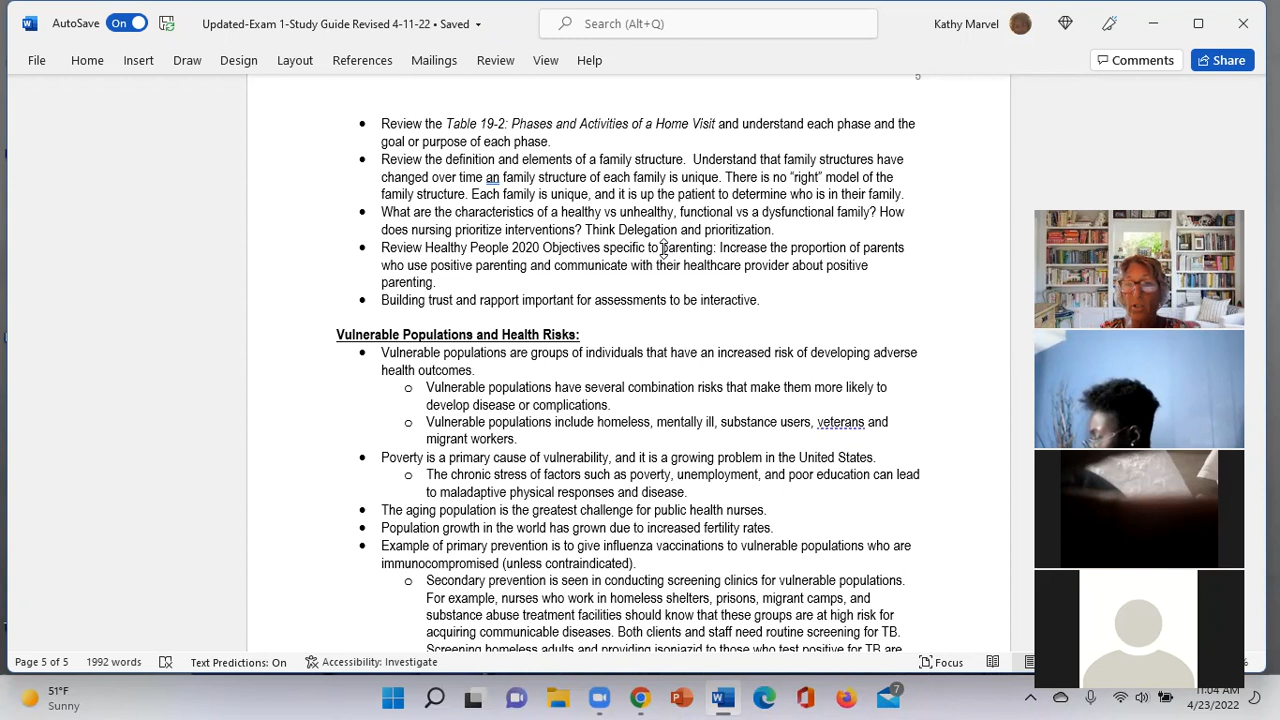 AutoSave On Updated-Exam 1-Study Guide Revised 4-11-22 • Saved Search (Alt+Q) Kathy Marvel
File Home Insert Draw Design Layout References Mailings Review View Help Comments Share
5
• Review the Table 19-2: Phases and Activities of a Home Visit and understand each phase and the
goal or purpose of each phase.
• Review the definition and elements of a family structure. Understand that family structures have
changed over time an family structure of each family is unique. There is no “right” model of the
family structure. Each family is unique, and it is up the patient to determine who is in their family.
• What are the characteristics of a healthy vs unhealthy, functional vs a dysfunctional family? How
does nursing prioritize interventions? Think Delegation and prioritization.
• Review Healthy People 2020 Objectives specific to parenting: Increase the proportion of parents
who use positive parenting and communicate with their healthcare provider about positive
parenting.
• Building trust and rapport important for assessments to be interactive.
Vulnerable Populations and Health Risks:
• Vulnerable populations are groups of individuals that have an increased risk of developing adverse
health outcomes.
o Vulnerable populations have several combination risks that make them more likely to
develop disease or complications.
o Vulnerable populations include homeless, mentally ill, substance users, veterans and
migrant workers.
• Poverty is a primary cause of vulnerability, and it is a growing problem in the United States.
o The chronic stress of factors such as poverty, unemployment, and poor education can lead
to maladaptive physical responses and disease.
• The aging population is the greatest challenge for public health nurses.
• Population growth in the world has grown due to increased fertility rates.
• Example of primary prevention is to give influenza vaccinations to vulnerable populations who are
immunocompromised (unless contraindicated).
o Secondary prevention is seen in conducting screening clinics for vulnerable populations.
For example, nurses who work in homeless shelters, prisons, migrant camps, and
substance abuse treatment facilities should know that these groups are at high risk for
acquiring communicable diseases. Both clients and staff need routine screening for TB.
Screening homeless adults and providing isoniazid to those who test positive for TB are
Page 5 of 5 1992 words Text Predictions: On Accessibility: Investigate Focus
51°F
Sunny
7
11:04 AM
4/23/2022